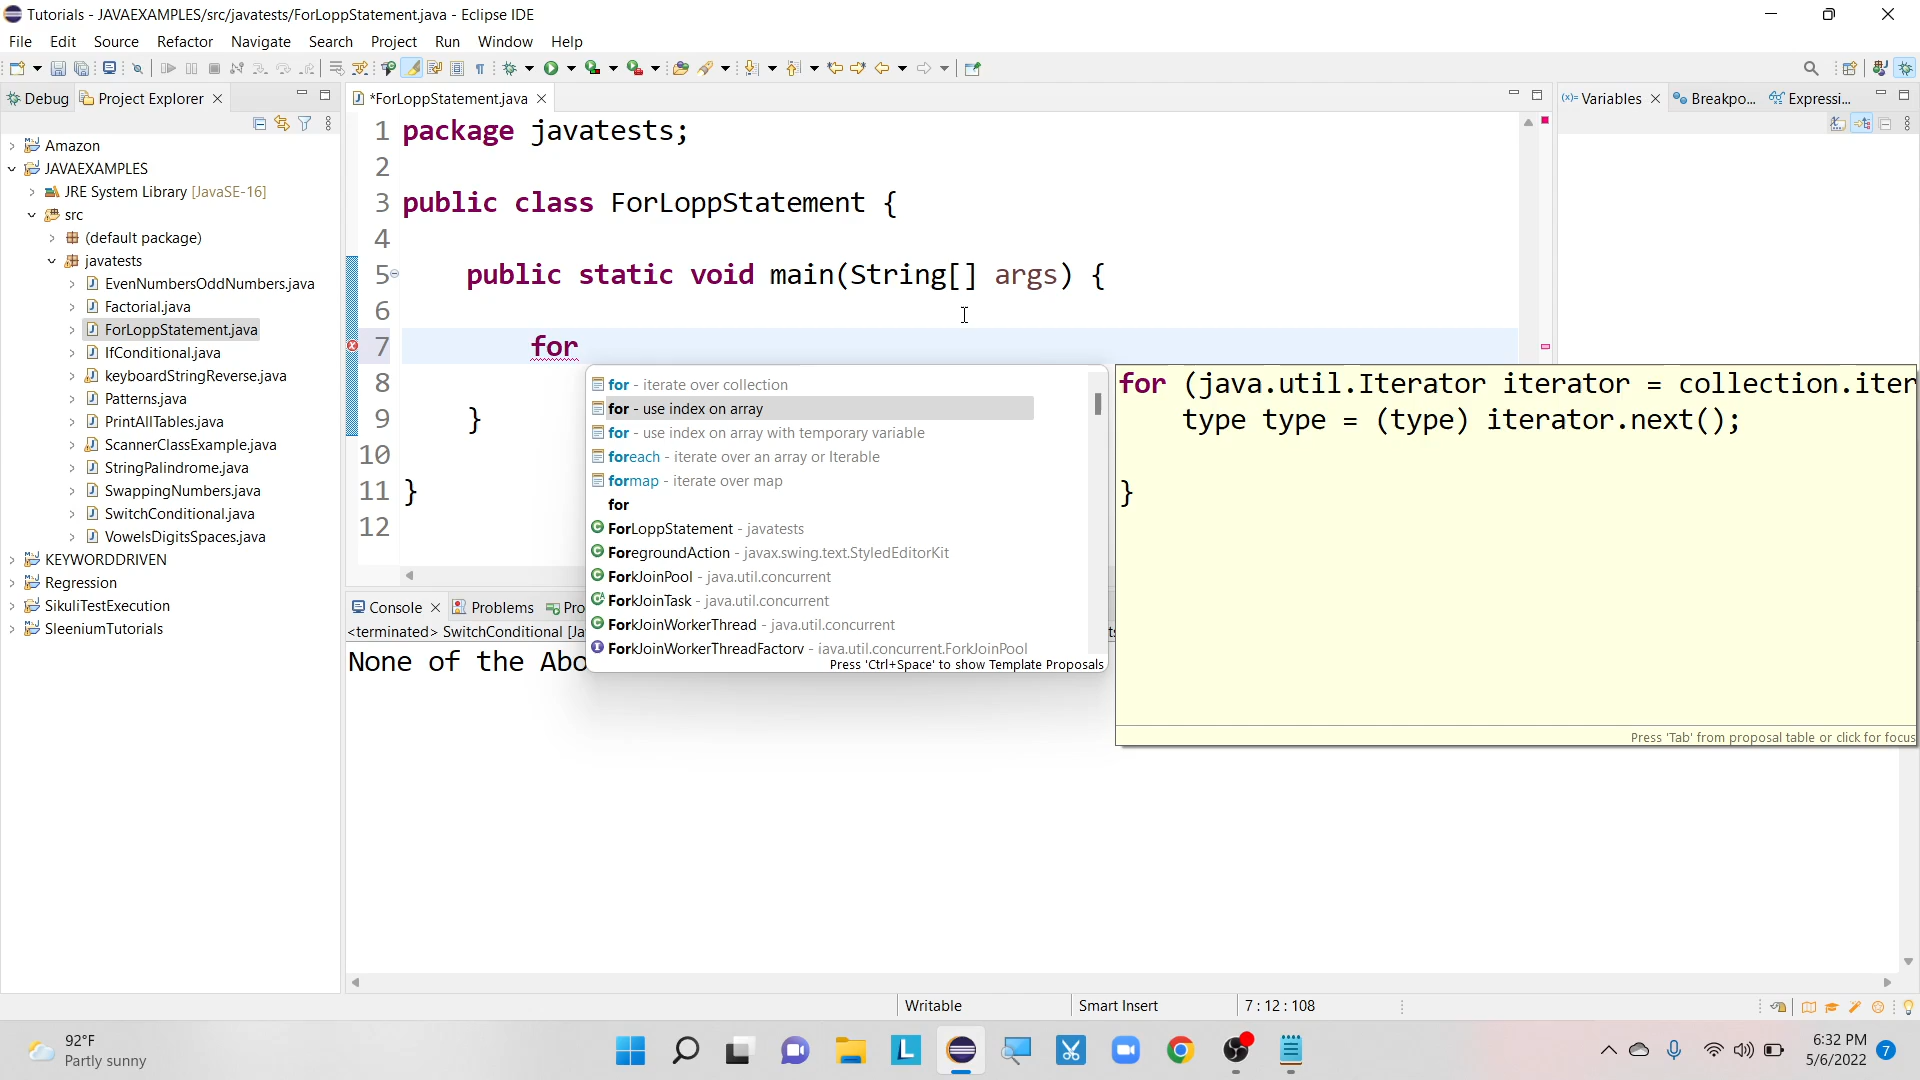 Tutorials - JAVAEXAMPLES/src/javatests/ForLoppStatement.java - Eclipse IDE
File Edit Source Refactor Navigate Search Project Run Window Help
Debug Project Explorer
Amazon
JAVAEXAMPLES
JRE System Library [JavaSE-16]
src
(default package)
javatests
EvenNumbersOddNumbers.java
Factorial.java
ForLoppStatement.java
IfConditional.java
keyboardStringReverse.java
Patterns.java
PrintAllTables.java
ScannerClassExample.java
StringPalindrome.java
SwappingNumbers.java
SwitchConditional.java
VowelsDigitsSpaces.java
KEYWORDDRIVEN
Regression
SikuliTestExecution
SleeniumTutorials
*ForLoppStatement.java
1 package javatests;
2
3 public class ForLoppStatement {
4
5 public static void main(String[] args) {
6
7 for
8
9 }
10
11 }
12
for - iterate over collection
for - use index on array
for - use index on array with temporary variable
foreach - iterate over an array or Iterable
formap - iterate over map
for
ForLoppStatement - javatests
ForegroundAction - javax.swing.text.StyledEditorKit
ForkJoinPool - java.util.concurrent
ForkJoinTask - java.util.concurrent
ForkJoinWorkerThread - java.util.concurrent
ForkJoinWorkerThreadFactory - java.util.concurrent.ForkJoinPool
Press 'Ctrl+Space' to show Template Proposals
for (java.util.Iterator iterator = collection.iter
type type = (type) iterator.next();
}
Press 'Tab' from proposal table or click for focus
(x)= Variables Breakpo... Expressi...
Console Problems Pro
<terminated> SwitchConditional [Ja
None of the Abo
Writable Smart Insert 7 : 12 : 108
92°F
Partly sunny
6:32 PM
5/6/2022
7